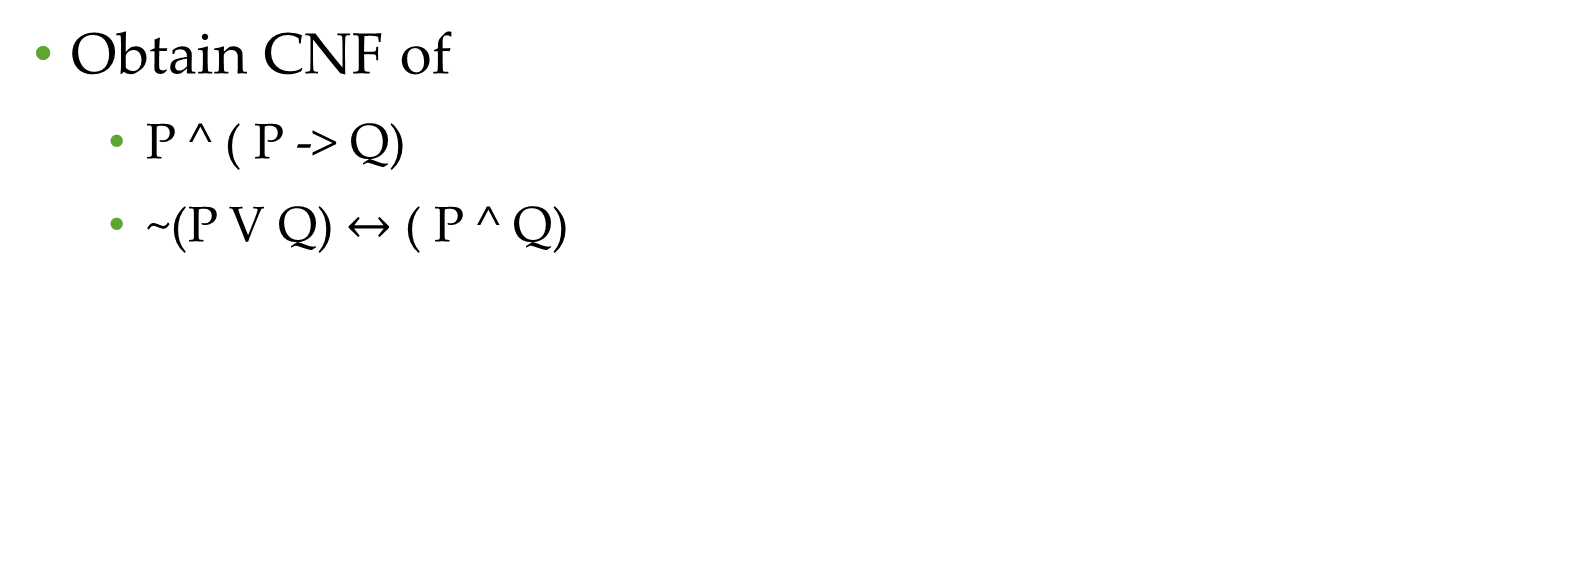 • Obtain CNF of
• P ^ ( P -> Q)
• ~(P V Q) ↔ ( P ^ Q)